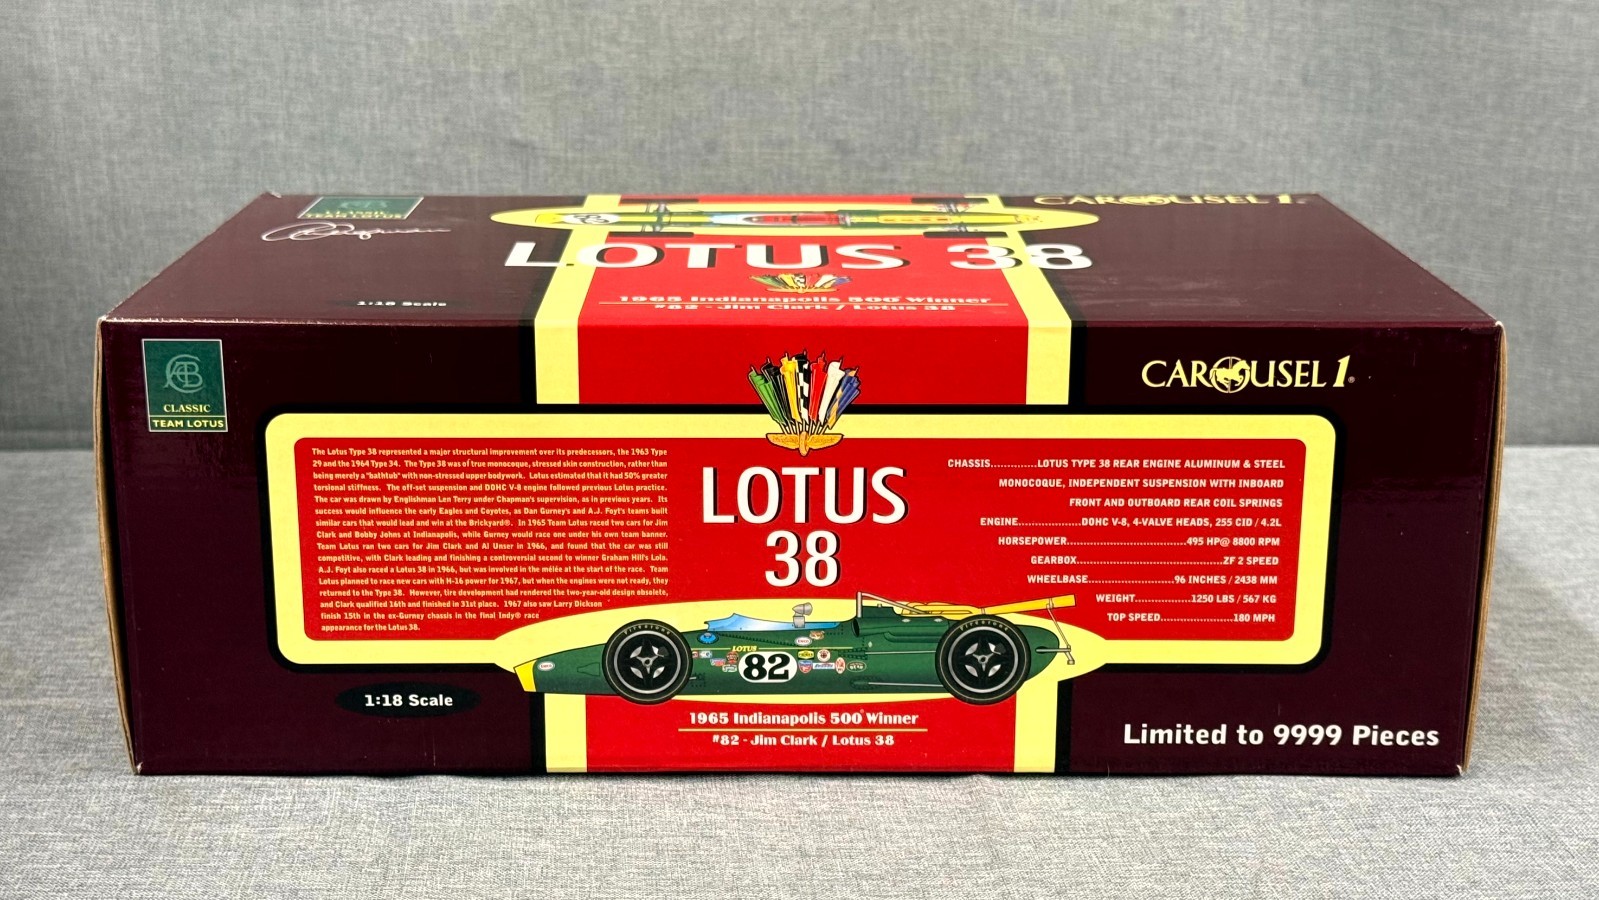 CLASSIC
TEAM LOTUS
CAROUSEL 1
LOTUS 38
1:18 Scale
1965 Indianapolis 500 Winner
#82 - Jim Clark / Lotus 38
CLASSIC
TEAM LOTUS
CAROUSEL 1®
The Lotus Type 38 represented a major structural improvement over its predecessors, the 1963 Type
29 and the 1964 Type 34. The Type 38 was of true monocoque, stressed skin construction, rather than
being merely a "bathtub" with non-stressed upper bodywork. Lotus estimated that it had 50% greater
torsional stiffness. The off-set suspension and DOHC V-8 engine followed previous Lotus practice.
The car was drawn by Englishman Len Terry under Chapman's supervision, as in previous years. Its
success would influence the early Eagles and Coyotes, as Dan Gurney's and A.J. Foyt's teams built
similar cars that would lead and win at the Brickyard®. In 1965 Team Lotus raced two cars for Jim
Clark and Bobby Johns at Indianapolis, while Gurney would race one under his own team banner.
Team Lotus ran two cars for Jim Clark and Al Unser in 1966, and found that the car was still
competitive, with Clark leading and finishing a controversial second to winner Graham Hill's Lola.
A.J. Foyt also raced a Lotus 38 in 1966, but was involved in the mêlée at the start of the race. Team
Lotus planned to race new cars with H-16 power for 1967, but when the engines were not ready, they
returned to the Type 38. However, tire development had rendered the two-year-old design obsolete,
and Clark qualified 16th and finished in 31st place. 1967 also saw Larry Dickson
finish 15th in the ex-Gurney chassis in the final Indy® race
appearance for the Lotus 38.
LOTUS
38
CHASSIS..............LOTUS TYPE 38 REAR ENGINE ALUMINUM & STEEL
MONOCOQUE, INDEPENDENT SUSPENSION WITH INBOARD
FRONT AND OUTBOARD REAR COIL SPRINGS
ENGINE...................DOHC V-8, 4-VALVE HEADS, 255 CID / 4.2L
HORSEPOWER....................................495 HP@ 8800 RPM
GEARBOX............................................ZF 2 SPEED
WHEELBASE..........................96 INCHES / 2438 MM
WEIGHT.........................1250 LBS / 567 KG
TOP SPEED......................180 MPH
Firestone
Firestone
LOTUS
82
1:18 Scale
1965 Indianapolis 500® Winner
#82 - Jim Clark / Lotus 38
Limited to 9999 Pieces